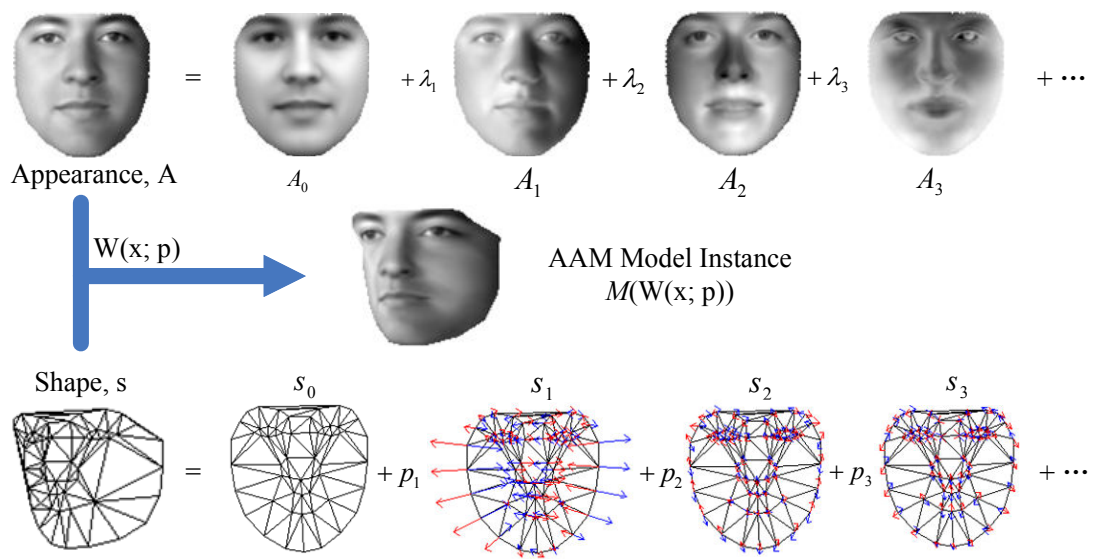 = + λ₁ + λ₂ + λ₃ + ···
Appearance, A A₀ A₁ A₂ A₃
W(x; p)
AAM Model Instance
M(W(x; p))
Shape, s s₀ s₁ s₂ s₃
= + p₁ + p₂ + p₃ + ···